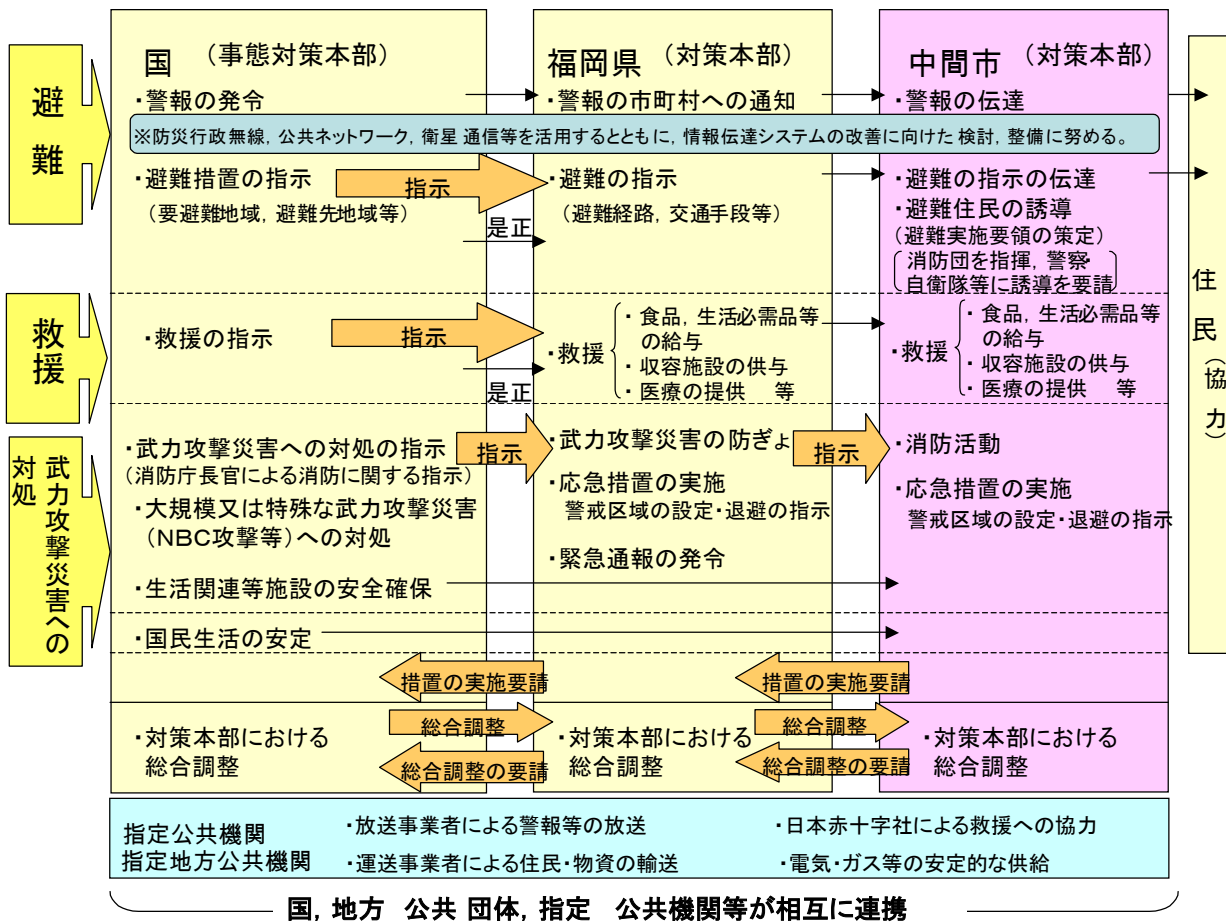 避難
国 (事態対策本部)
福岡県 (対策本部)
中間市 (対策本部)
・警報の発令
・警報の市町村への通知
・警報の伝達
※防災行政無線, 公共ネットワーク, 衛星 通信等を活用するとともに, 情報伝達システムの改善に向けた 検討, 整備に努める。
・避難措置の指示
(要避難地域, 避難先地域等)
指示
是正
・避難の指示
(避難経路, 交通手段等)
・避難の指示の伝達
・避難住民の誘導
(避難実施要領の策定)
消防団を指揮, 警察・
自衛隊等に誘導を要請
救援
・救援の指示
指示
是正
・救援
・食品, 生活必需品等
の給与
・収容施設の供与
・医療の提供 等
・救援
・食品, 生活必需品等
の給与
・収容施設の供与
・医療の提供 等
武力攻撃災害への
対処
・武力攻撃災害への対処の指示
(消防庁長官による消防に関する指示)
・大規模又は特殊な武力攻撃災害
(NBC攻撃等)への対処
・生活関連等施設の安全確保
・国民生活の安定
指示
・武力攻撃災害の防ぎょ
・応急措置の実施
警戒区域の設定・退避の指示
・緊急通報の発令
指示
・消防活動
・応急措置の実施
警戒区域の設定・退避の指示
措置の実施要請
措置の実施要請
・対策本部における
総合調整
総合調整
総合調整の要請
・対策本部における
総合調整
総合調整
総合調整の要請
・対策本部における
総合調整
住民(協力)
指定公共機関
指定地方公共機関
・放送事業者による警報等の放送
・日本赤十字社による救援への協力
・運送事業者による住民・物資の輸送
・電気・ガス等の安定的な供給
国, 地方 公共 団体, 指定 公共機関等が相互に連携